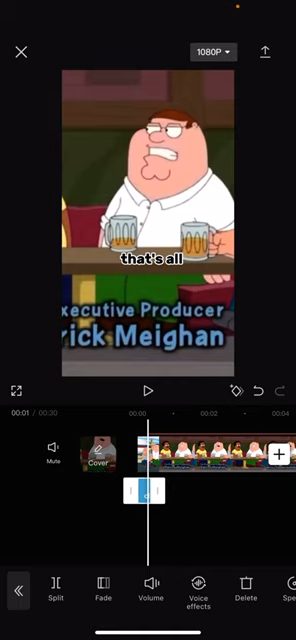 1080P
that's all
xecutive Producer
rick Meighan
00:01 / 00:30
00:00
00:02
00:04
Mute
Cover
Split
Fade
Volume
Voice
effects
Delete
Spe